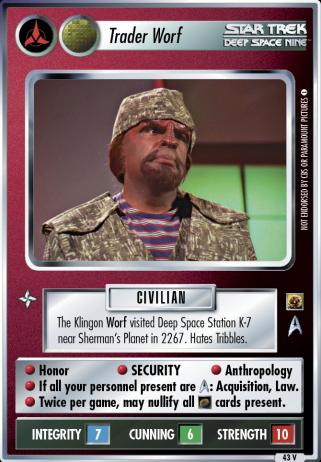 Trader Worf
STAR TREK
DEEP SPACE NINE
NOT ENDORSED BY CBS OR PARAMOUNT PICTURES
CIVILIAN
The Klingon Worf visited Deep Space Station K-7
near Sherman's Planet in 2267. Hates Tribbles.
Honor SECURITY Anthropology
If all your personnel present are : Acquisition, Law.
Twice per game, may nullify all cards present.
INTEGRITY 7 CUNNING 6 STRENGTH 10
43 V